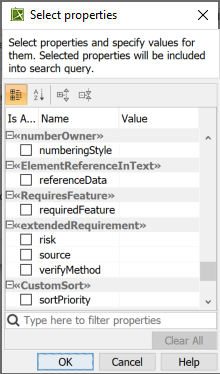 Select properties
Select properties and specify values for
them. Selected properties will be included
into search query.
Is A... Name Value
«numberOwner»
numberingStyle
«ElementReferenceInText»
referenceData
«RequiresFeature»
requiredFeature
«extendedRequirement»
risk
source
verifyMethod
«CustomSort»
sortPriority
Type here to filter properties
Clear All
OK Cancel Help